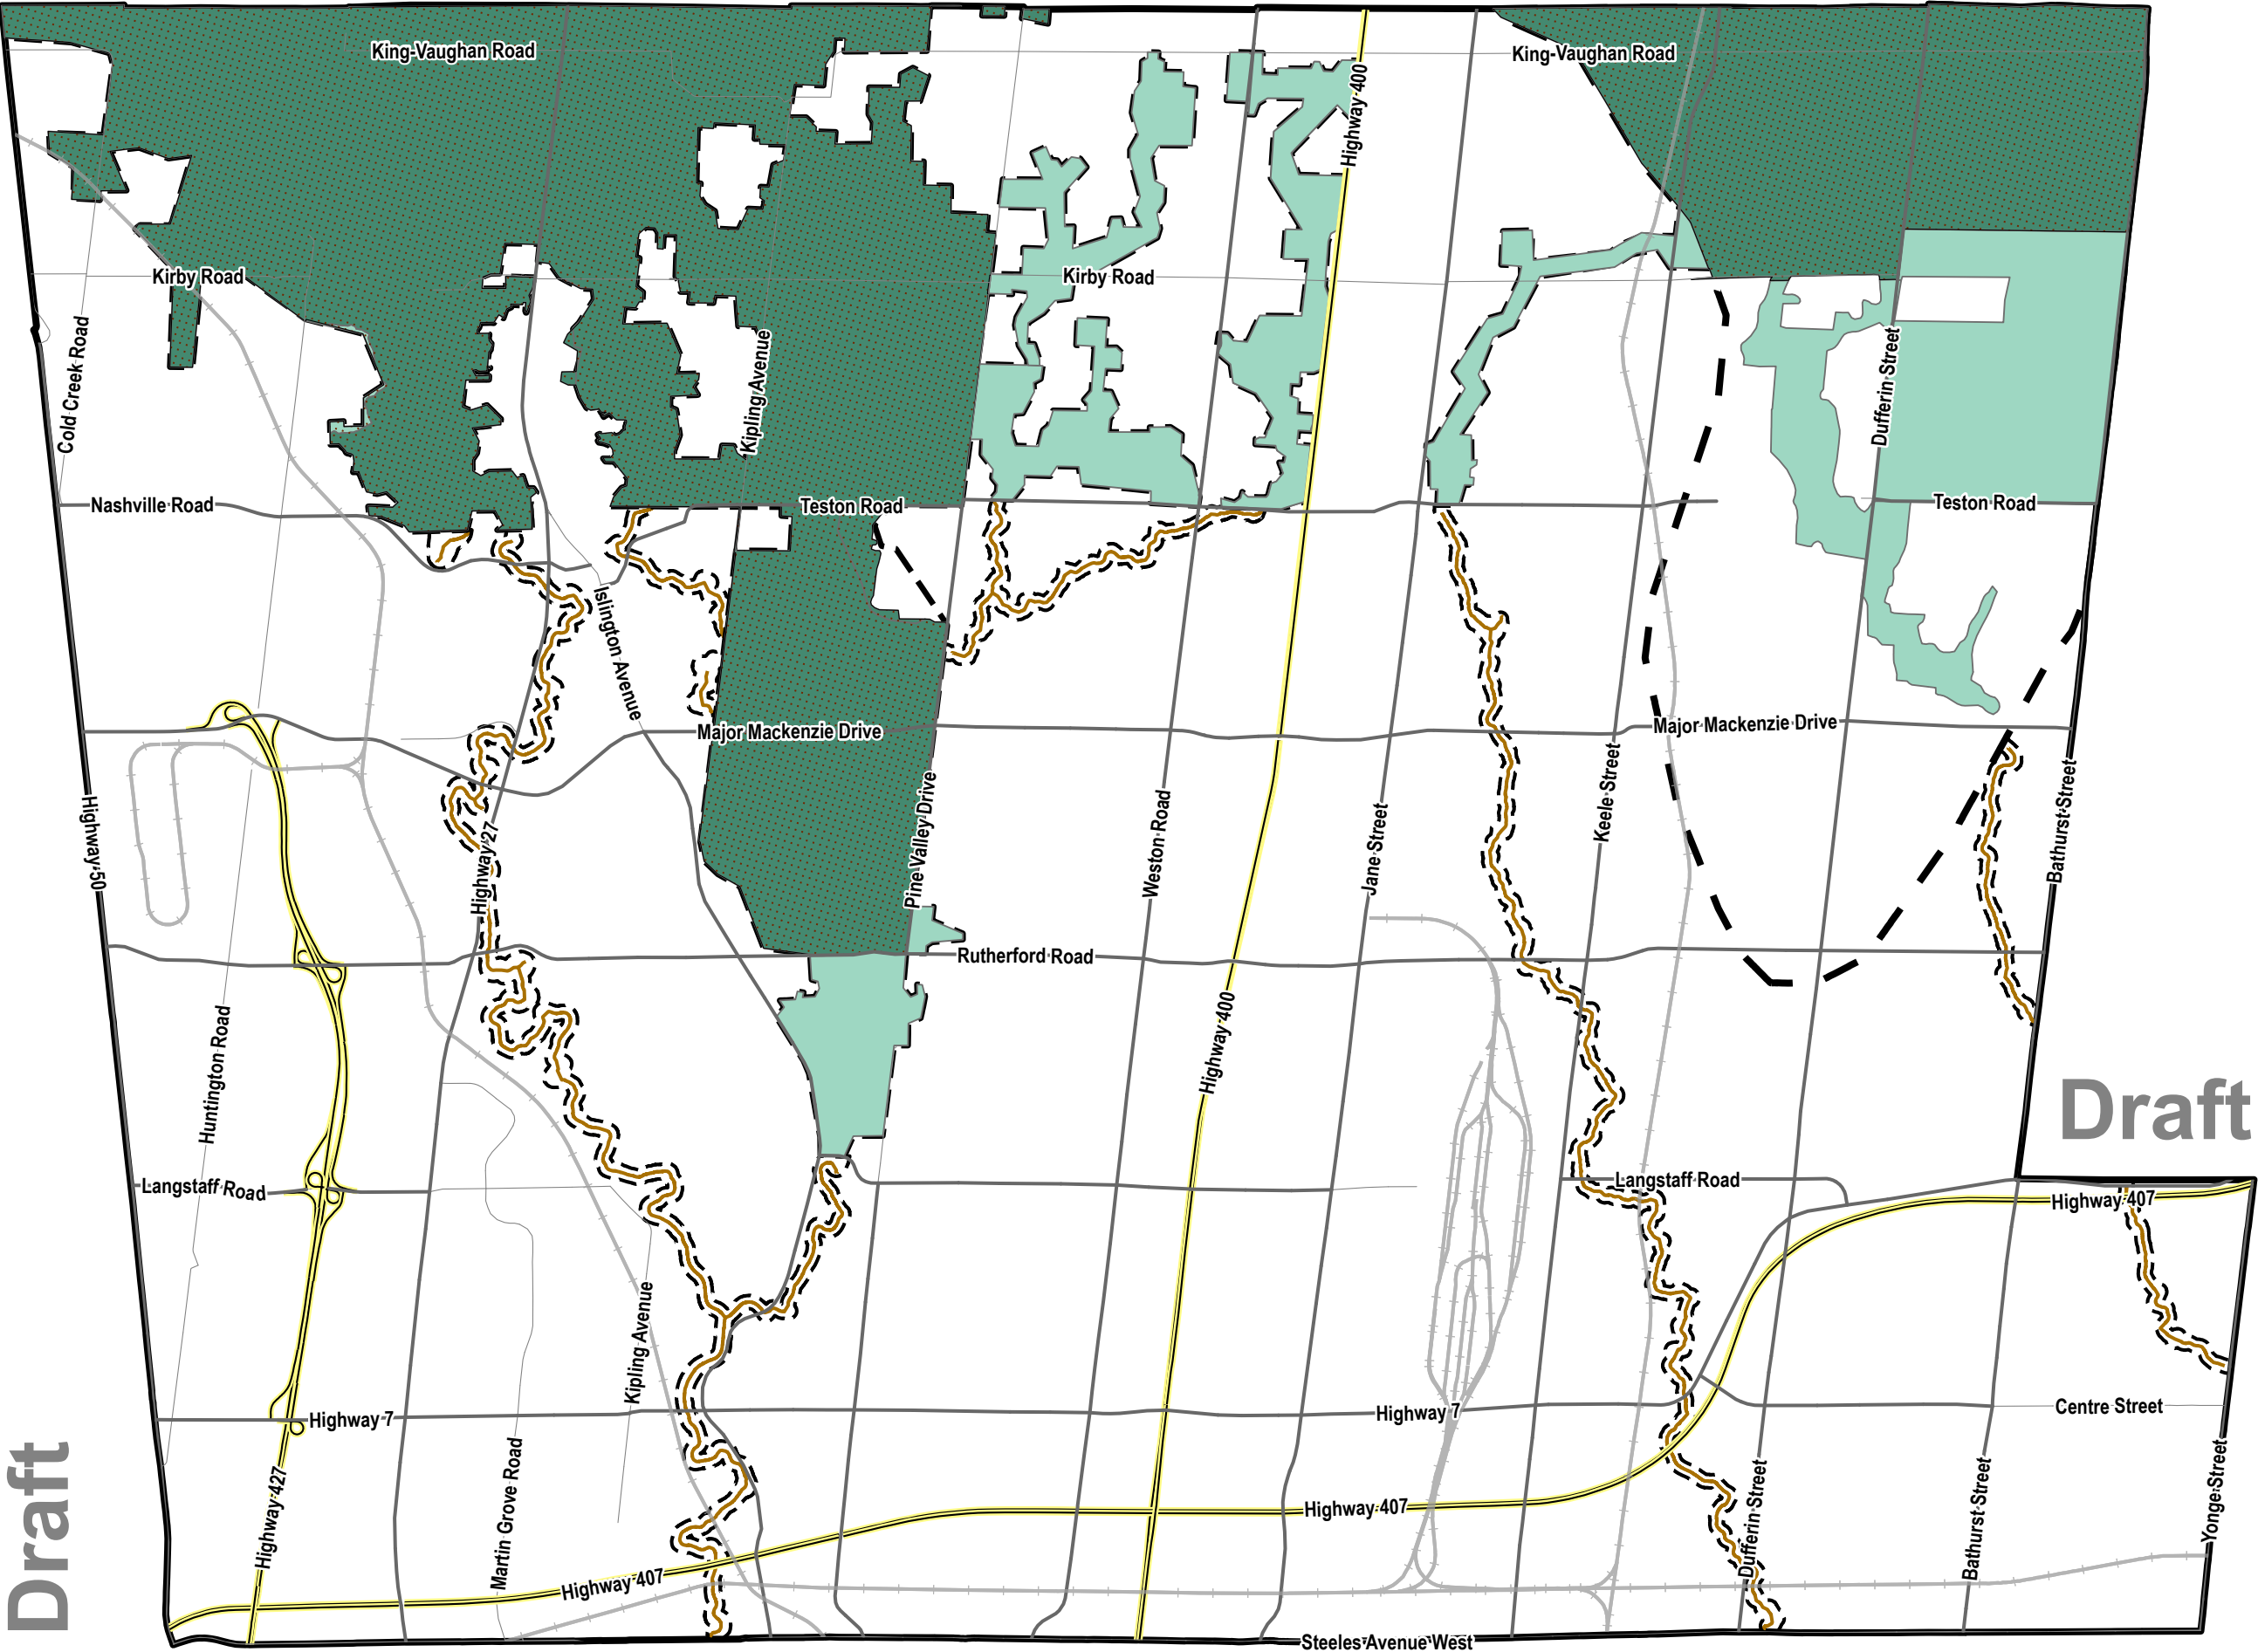 King-Vaughan Road
King-Vaughan Road
Highway 400
Kirby Road
Kirby Road
Cold Creek Road
Kipling Avenue
Dufferin Street
Nashville Road
Teston Road
Teston Road
Islington Avenue
Major Mackenzie Drive
Major Mackenzie Drive
Highway 50
Highway 27
Pine Valley Drive
Weston Road
Jane Street
Keele Street
Bathurst Street
Rutherford Road
Huntington Road
Highway 400
Draft
Langstaff Road
Langstaff Road
Highway 407
Kipling Avenue
Highway 7
Highway 7
Centre Street
Draft
Highway 427
Martin Grove Road
Highway 407
Highway 407
Dufferin Street
Bathurst Street
Yonge Street
Steeles Avenue West